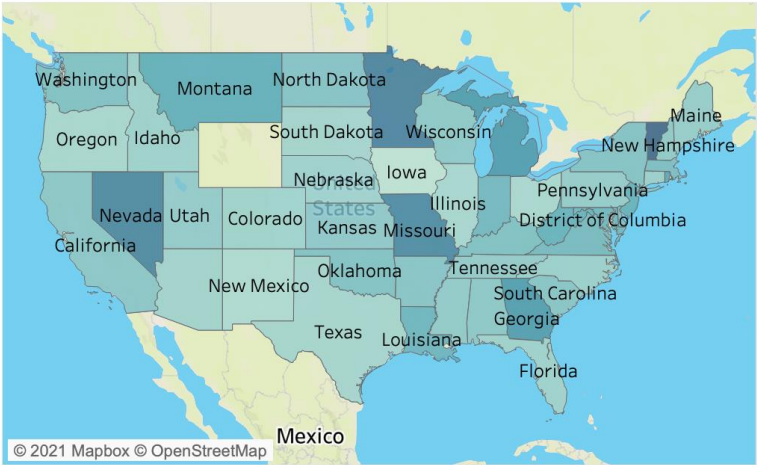 Washington
Montana
North Dakota
Maine
Oregon
Idaho
South Dakota
Wisconsin
New Hampshire
Nebraska
Iowa
United
States
Illinois
Pennsylvania
Nevada
Utah
Colorado
Kansas
Missouri
District of Columbia
California
Oklahoma
Tennessee
New Mexico
South Carolina
Georgia
Texas
Louisiana
Florida
Mexico
© 2021 Mapbox © OpenStreetMap